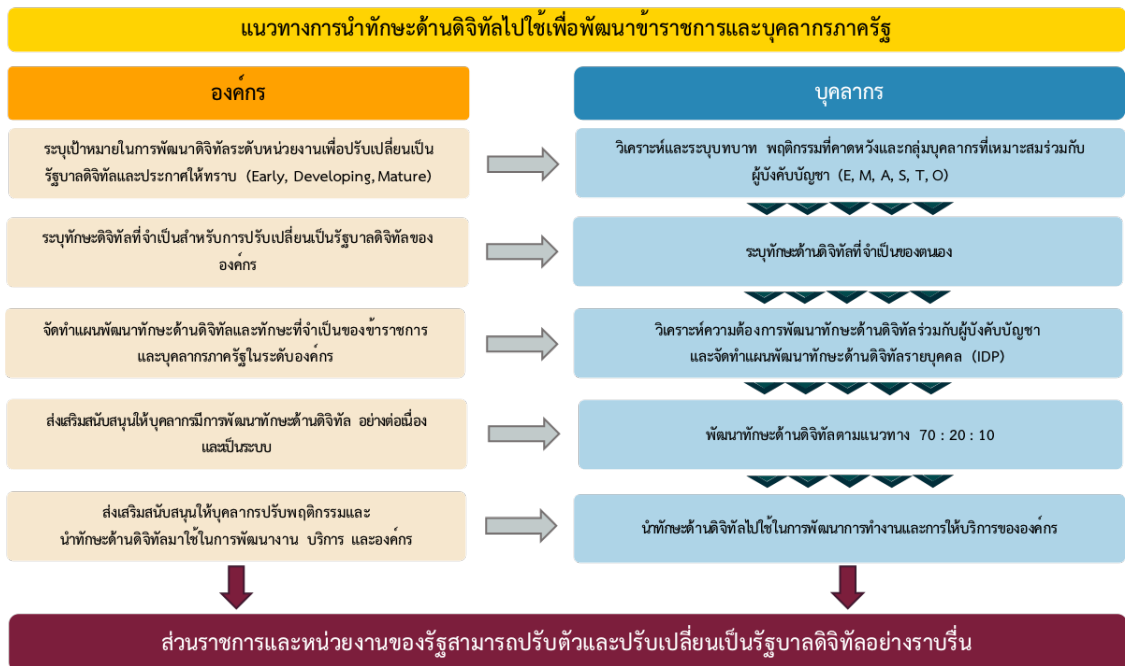 แนวทางการนำทักษะด้านดิจิทัลไปใช้เพื่อพัฒนาข้าราชการและบุคลากรภาครัฐ
องค์กร
บุคลากร
ระบุเป้าหมายในการพัฒนาดิจิทัลระดับหน่วยงานเพื่อปรับเปลี่ยนเป็น
รัฐบาลดิจิทัลและประกาศให้ทราบ (Early, Developing, Mature)
วิเคราะห์และระบุบทบาท พฤติกรรมที่คาดหวังและกลุ่มบุคลากรที่เหมาะสมร่วมกับ
ผู้บังคับบัญชา (E, M, A, S, T, O)
ระบุทักษะดิจิทัลที่จำเป็นสำหรับการปรับเปลี่ยนเป็นรัฐบาลดิจิทัลของ
องค์กร
ระบุทักษะด้านดิจิทัลที่จำเป็นของตนเอง
จัดทำแผนพัฒนาทักษะด้านดิจิทัลและทักษะที่จำเป็นของข้าราชการ
และบุคลากรภาครัฐในระดับองค์กร
วิเคราะห์ความต้องการพัฒนาทักษะด้านดิจิทัลร่วมกับผู้บังคับบัญชา
และจัดทำแผนพัฒนาทักษะด้านดิจิทัลรายบุคคล (IDP)
ส่งเสริมสนับสนุนให้บุคลากรมีการพัฒนาทักษะด้านดิจิทัล อย่างต่อเนื่อง
และเป็นระบบ
พัฒนาทักษะด้านดิจิทัลตามแนวทาง 70 : 20 : 10
ส่งเสริมสนับสนุนให้บุคลากรปรับพฤติกรรมและ
นำทักษะด้านดิจิทัลมาใช้ในการพัฒนางาน บริการ และองค์กร
นำทักษะด้านดิจิทัลไปใช้ในการพัฒนาการทำงานและการให้บริการขององค์กร
ส่วนราชการและหน่วยงานของรัฐสามารถปรับตัวและปรับเปลี่ยนเป็นรัฐบาลดิจิทัลอย่างราบรื่น